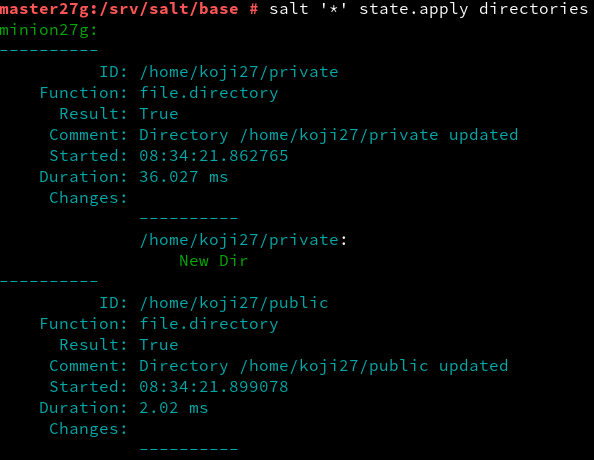 master27g:/srv/salt/base # salt '*' state.apply directories
minion27g:
----------
ID: /home/koji27/private
Function: file.directory
Result: True
Comment: Directory /home/koji27/private updated
Started: 08:34:21.862765
Duration: 36.027 ms
Changes:
----------
/home/koji27/private:
New Dir
----------
ID: /home/koji27/public
Function: file.directory
Result: True
Comment: Directory /home/koji27/public updated
Started: 08:34:21.899078
Duration: 2.02 ms
Changes:
----------